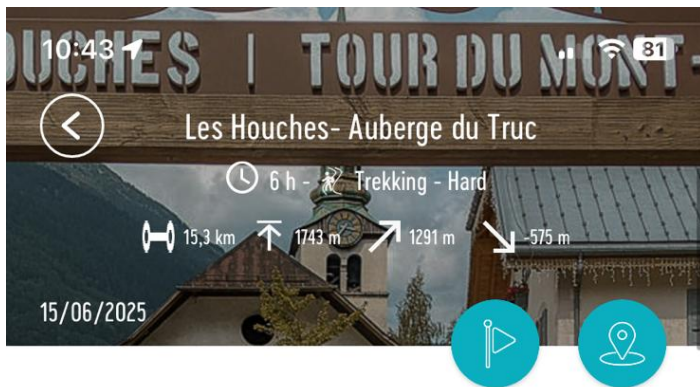 OUCHES | TOUR DU MONT-
10:43
81
Les Houches- Auberge du Truc
6 h - Trekking - Hard
15,3 km 1743 m 1291 m -575 m
15/06/2025